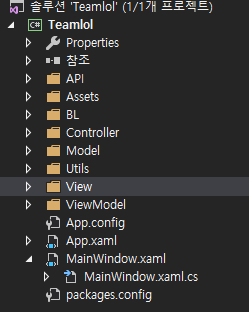 솔루션 'Teamlol' (1/1개 프로젝트)
C# Teamlol
Properties
참조
API
Assets
BL
Controller
Model
Utils
View
ViewModel
App.config
App.xaml
MainWindow.xaml
MainWindow.xaml.cs
packages.config